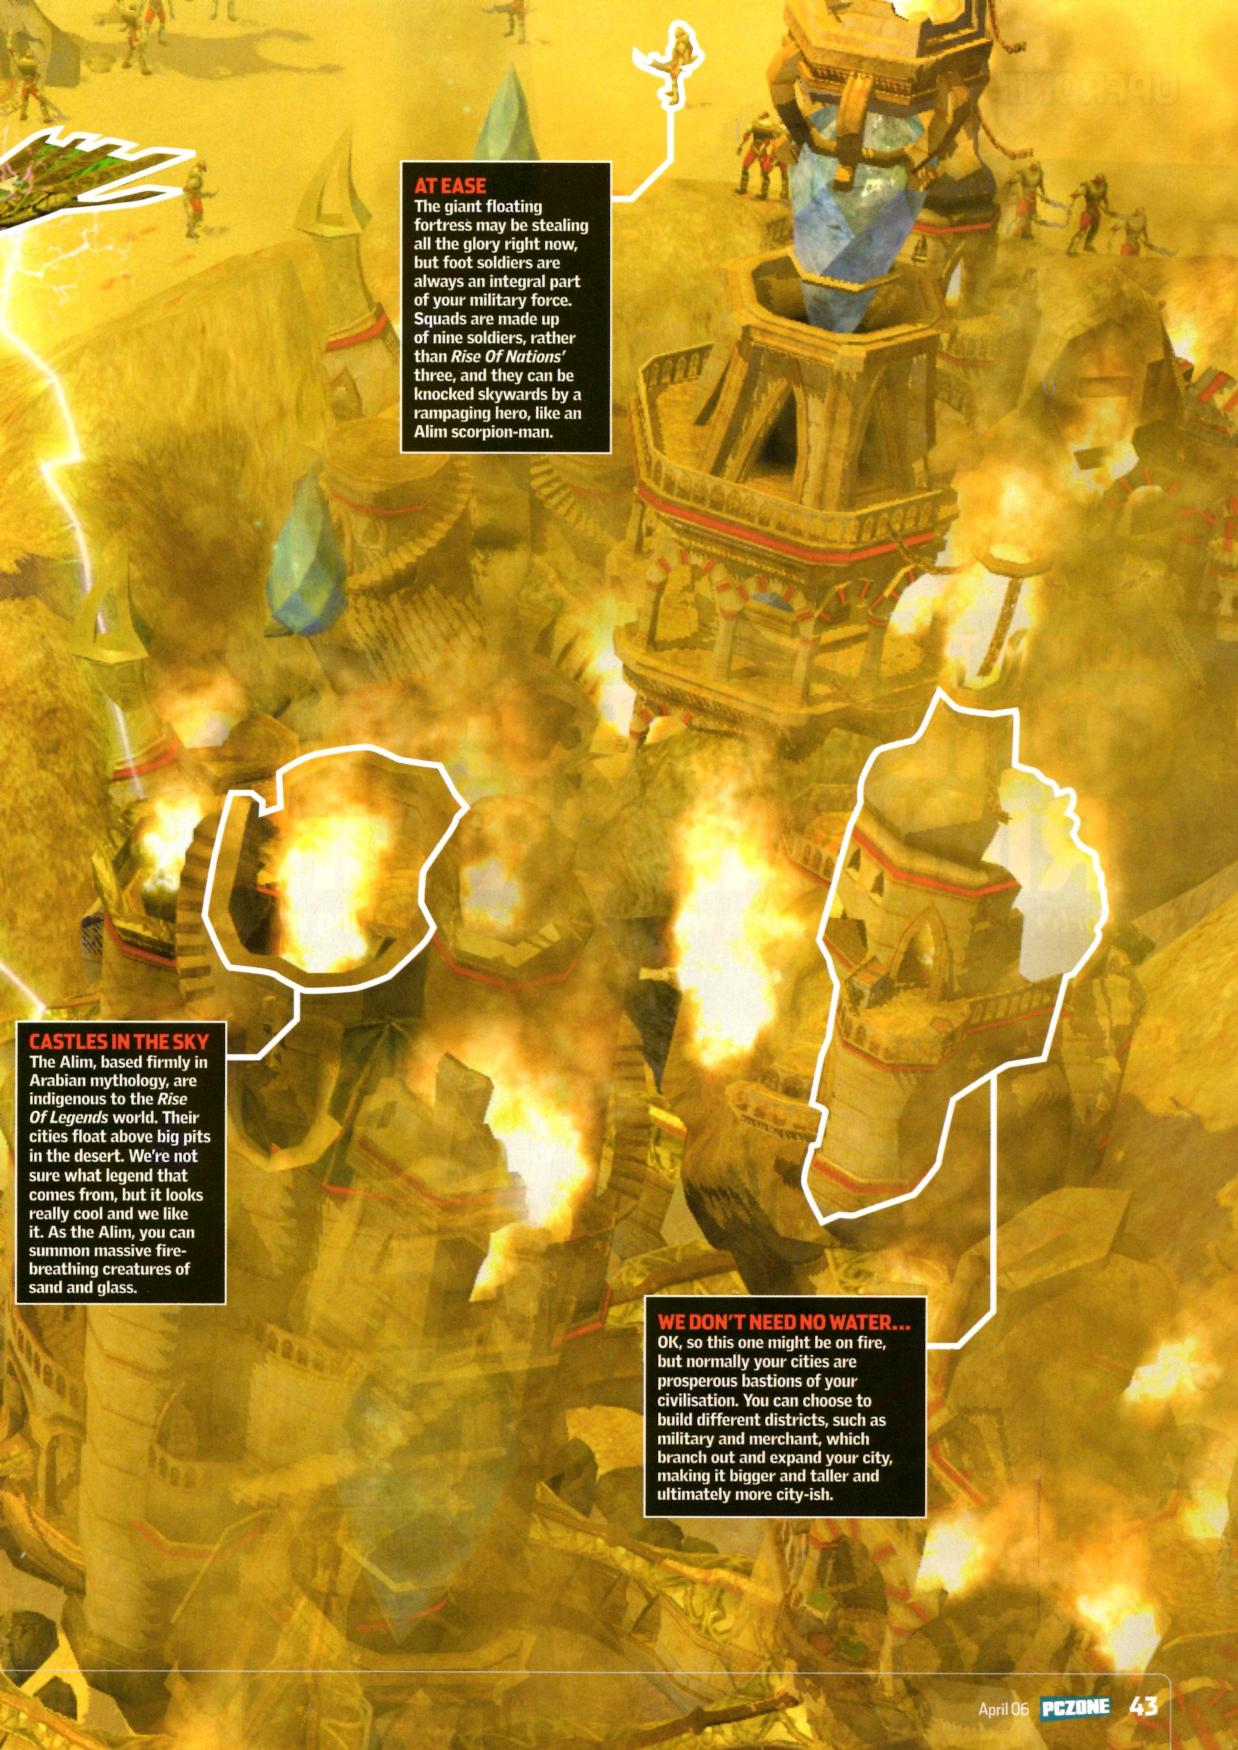 AT EASE
The giant floating
fortress may be stealing
all the glory right now,
but foot soldiers are
always an integral part
of your military force.
Squads are made up
of nine soldiers, rather
than Rise Of Nations'
three, and they can be
knocked skywards by a
rampaging hero, like an
Alim scorpion-man.
CASTLES IN THE SKY
The Alim, based firmly in
Arabian mythology, are
indigenous to the Rise
Of Legends world. Their
cities float above big pits
in the desert. We're not
sure what legend that
comes from, but it looks
really cool and we like
it. As the Alim, you can
summon massive fire-
breathing creatures of
sand and glass.
WE DON'T NEED NO WATER...
OK, so this one might be on fire,
but normally your cities are
prosperous bastions of your
civilisation. You can choose to
build different districts, such as
military and merchant, which
branch out and expand your city,
making it bigger and taller and
ultimately more city-ish.
April 06 PCZONE 43